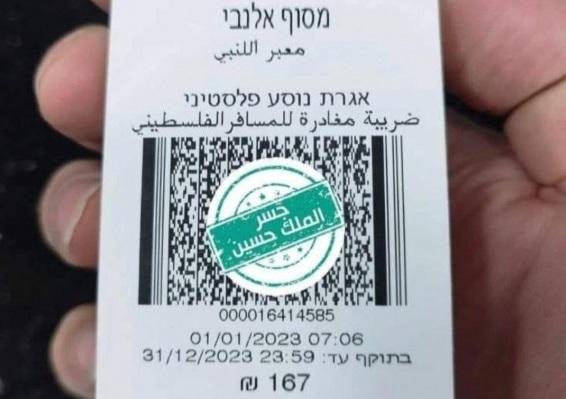 מסוף אלנבי
معبر اللنبي
אגרת נוסע פלסטיני
ضريبة مغادرة للمسافر الفلسطيني
جسر
الملك حسين
000016414585
01/01/2023 07:06
בתוקף עד: 31/12/2023 23:59
167 ₪